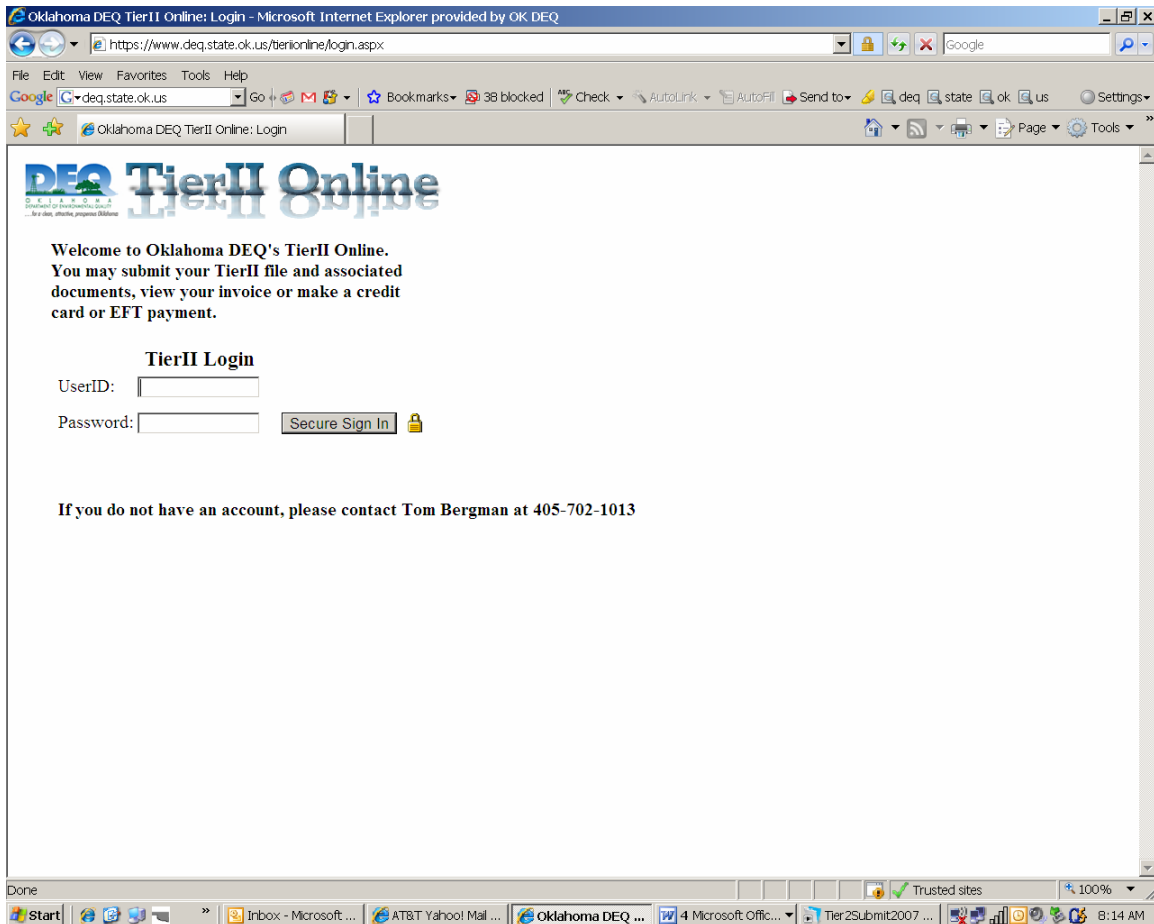 Oklahoma DEQ TierII Online: Login - Microsoft Internet Explorer provided by OK DEQ
https://www.deq.state.ok.us/tieriionline/login.aspx
Google
File Edit View Favorites Tools Help
Google G deq.state.ok.us Go Bookmarks 38 blocked ABC Check AutoLink AutoFill Send to deq state ok us Settings
Oklahoma DEQ TierII Online: Login
Page Tools »
DEQ TierII Online
OKLAHOMA
DEPARTMENT OF ENVIRONMENTAL QUALITY
...for a clean, attractive, prosperous Oklahoma
Welcome to Oklahoma DEQ's TierII Online.
You may submit your TierII file and associated
documents, view your invoice or make a credit
card or EFT payment.
TierII Login
UserID:
Password: Secure Sign In
If you do not have an account, please contact Tom Bergman at 405-702-1013
Done Trusted sites 100%
Start » Inbox - Microsoft ... AT&T Yahoo! Mail ... Oklahoma DEQ ... 4 Microsoft Offic... Tier2Submit2007 ... 8:14 AM